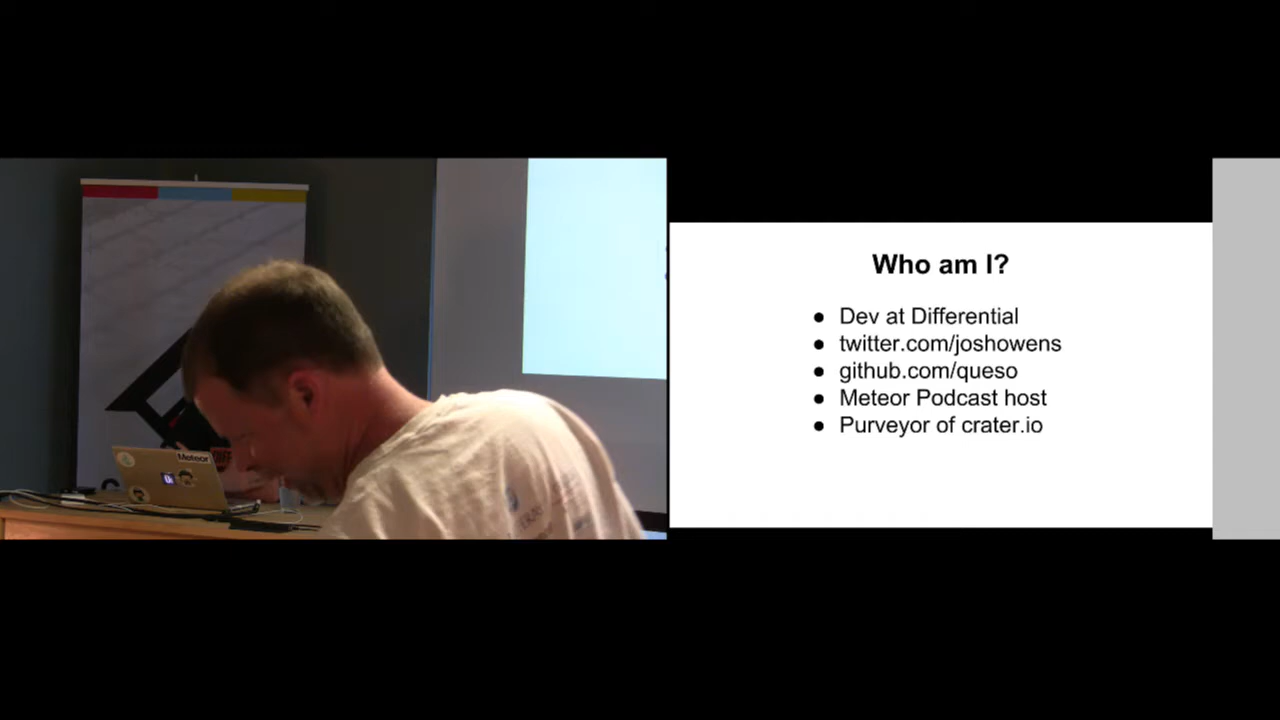 Meteor
Who am I?
● Dev at Differential
● twitter.com/joshowens
● github.com/queso
● Meteor Podcast host
● Purveyor of crater.io